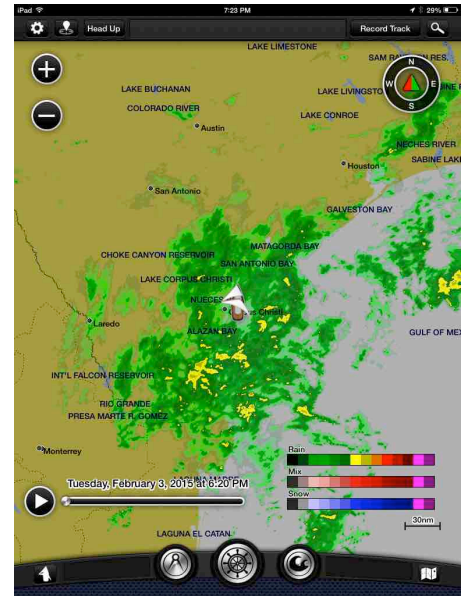 iPad
7:23 PM
29%
Head Up
Record Track
LAKE LIMESTONE
SAM RAYBURN RES.
LAKE BUCHANAN
LAKE LIVINGSTO
N
W
E
S
COLORADO RIVER
LAKE CONROE
Austin
NECHES RIVER
Houston
SABINE LAK
San Antonio
GALVESTON BAY
MATAGORDA BAY
CHOKE CANYON RESERVOIR
SAN ANTONIO BAY
LAKE CORPUS CHRISTI
NUECES
Christi
Laredo
ALAZAN BAY
GULF OF MEX
INT'L FALCON RESERVOIR
RIO GRANDE
PRESA MARTE R. GOMEZ
Monterrey
Rain
Mix
Tuesday, February 3, 2015 at 6:20 PM
Snow
30nm
LAGUNA EL CATAN